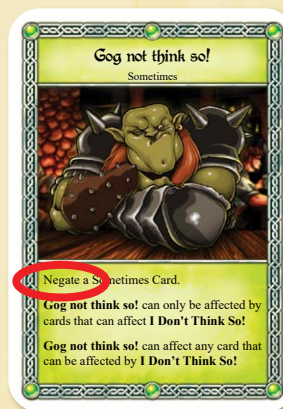 Gog not think so!
Sometimes
Negate a Sometimes Card.
Gog not think so! can only be affected by
cards that can affect I Don't Think So!
Gog not think so! can affect any card that
can be affected by I Don’t Think So!